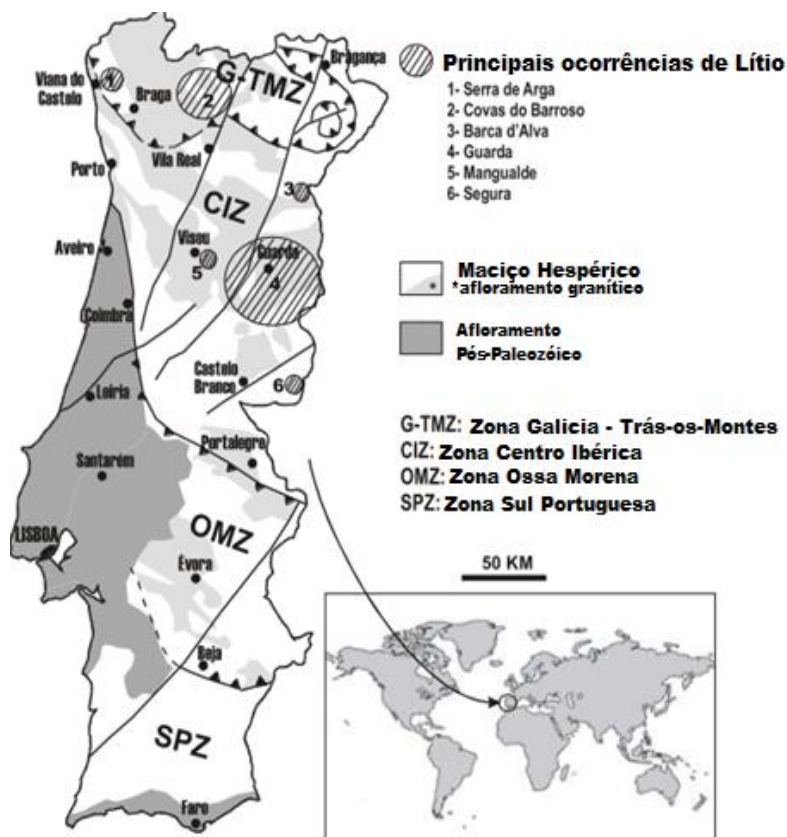 Bragança
Viana do
Castelo
1
Braga
2
G-TMZ
Vila Real
Porto
3
CIZ
Aveiro
Viseu
5
Guarda
4
Coimbra
Castelo
Branco
6
Leiria
Portalegre
Santarém
OMZ
LISBOA
Évora
Beja
SPZ
Faro
Principais ocorrências de Lítio
1- Serra de Arga
2- Covas do Barroso
3- Barca d'Alva
4- Guarda
5- Mangualde
6- Segura
Maciço Hespérico
*afloramento granítico
Afloramento
Pós-Paleozóico
G-TMZ: Zona Galicia - Trás-os-Montes
CIZ: Zona Centro Ibérica
OMZ: Zona Ossa Morena
SPZ: Zona Sul Portuguesa
50 KM